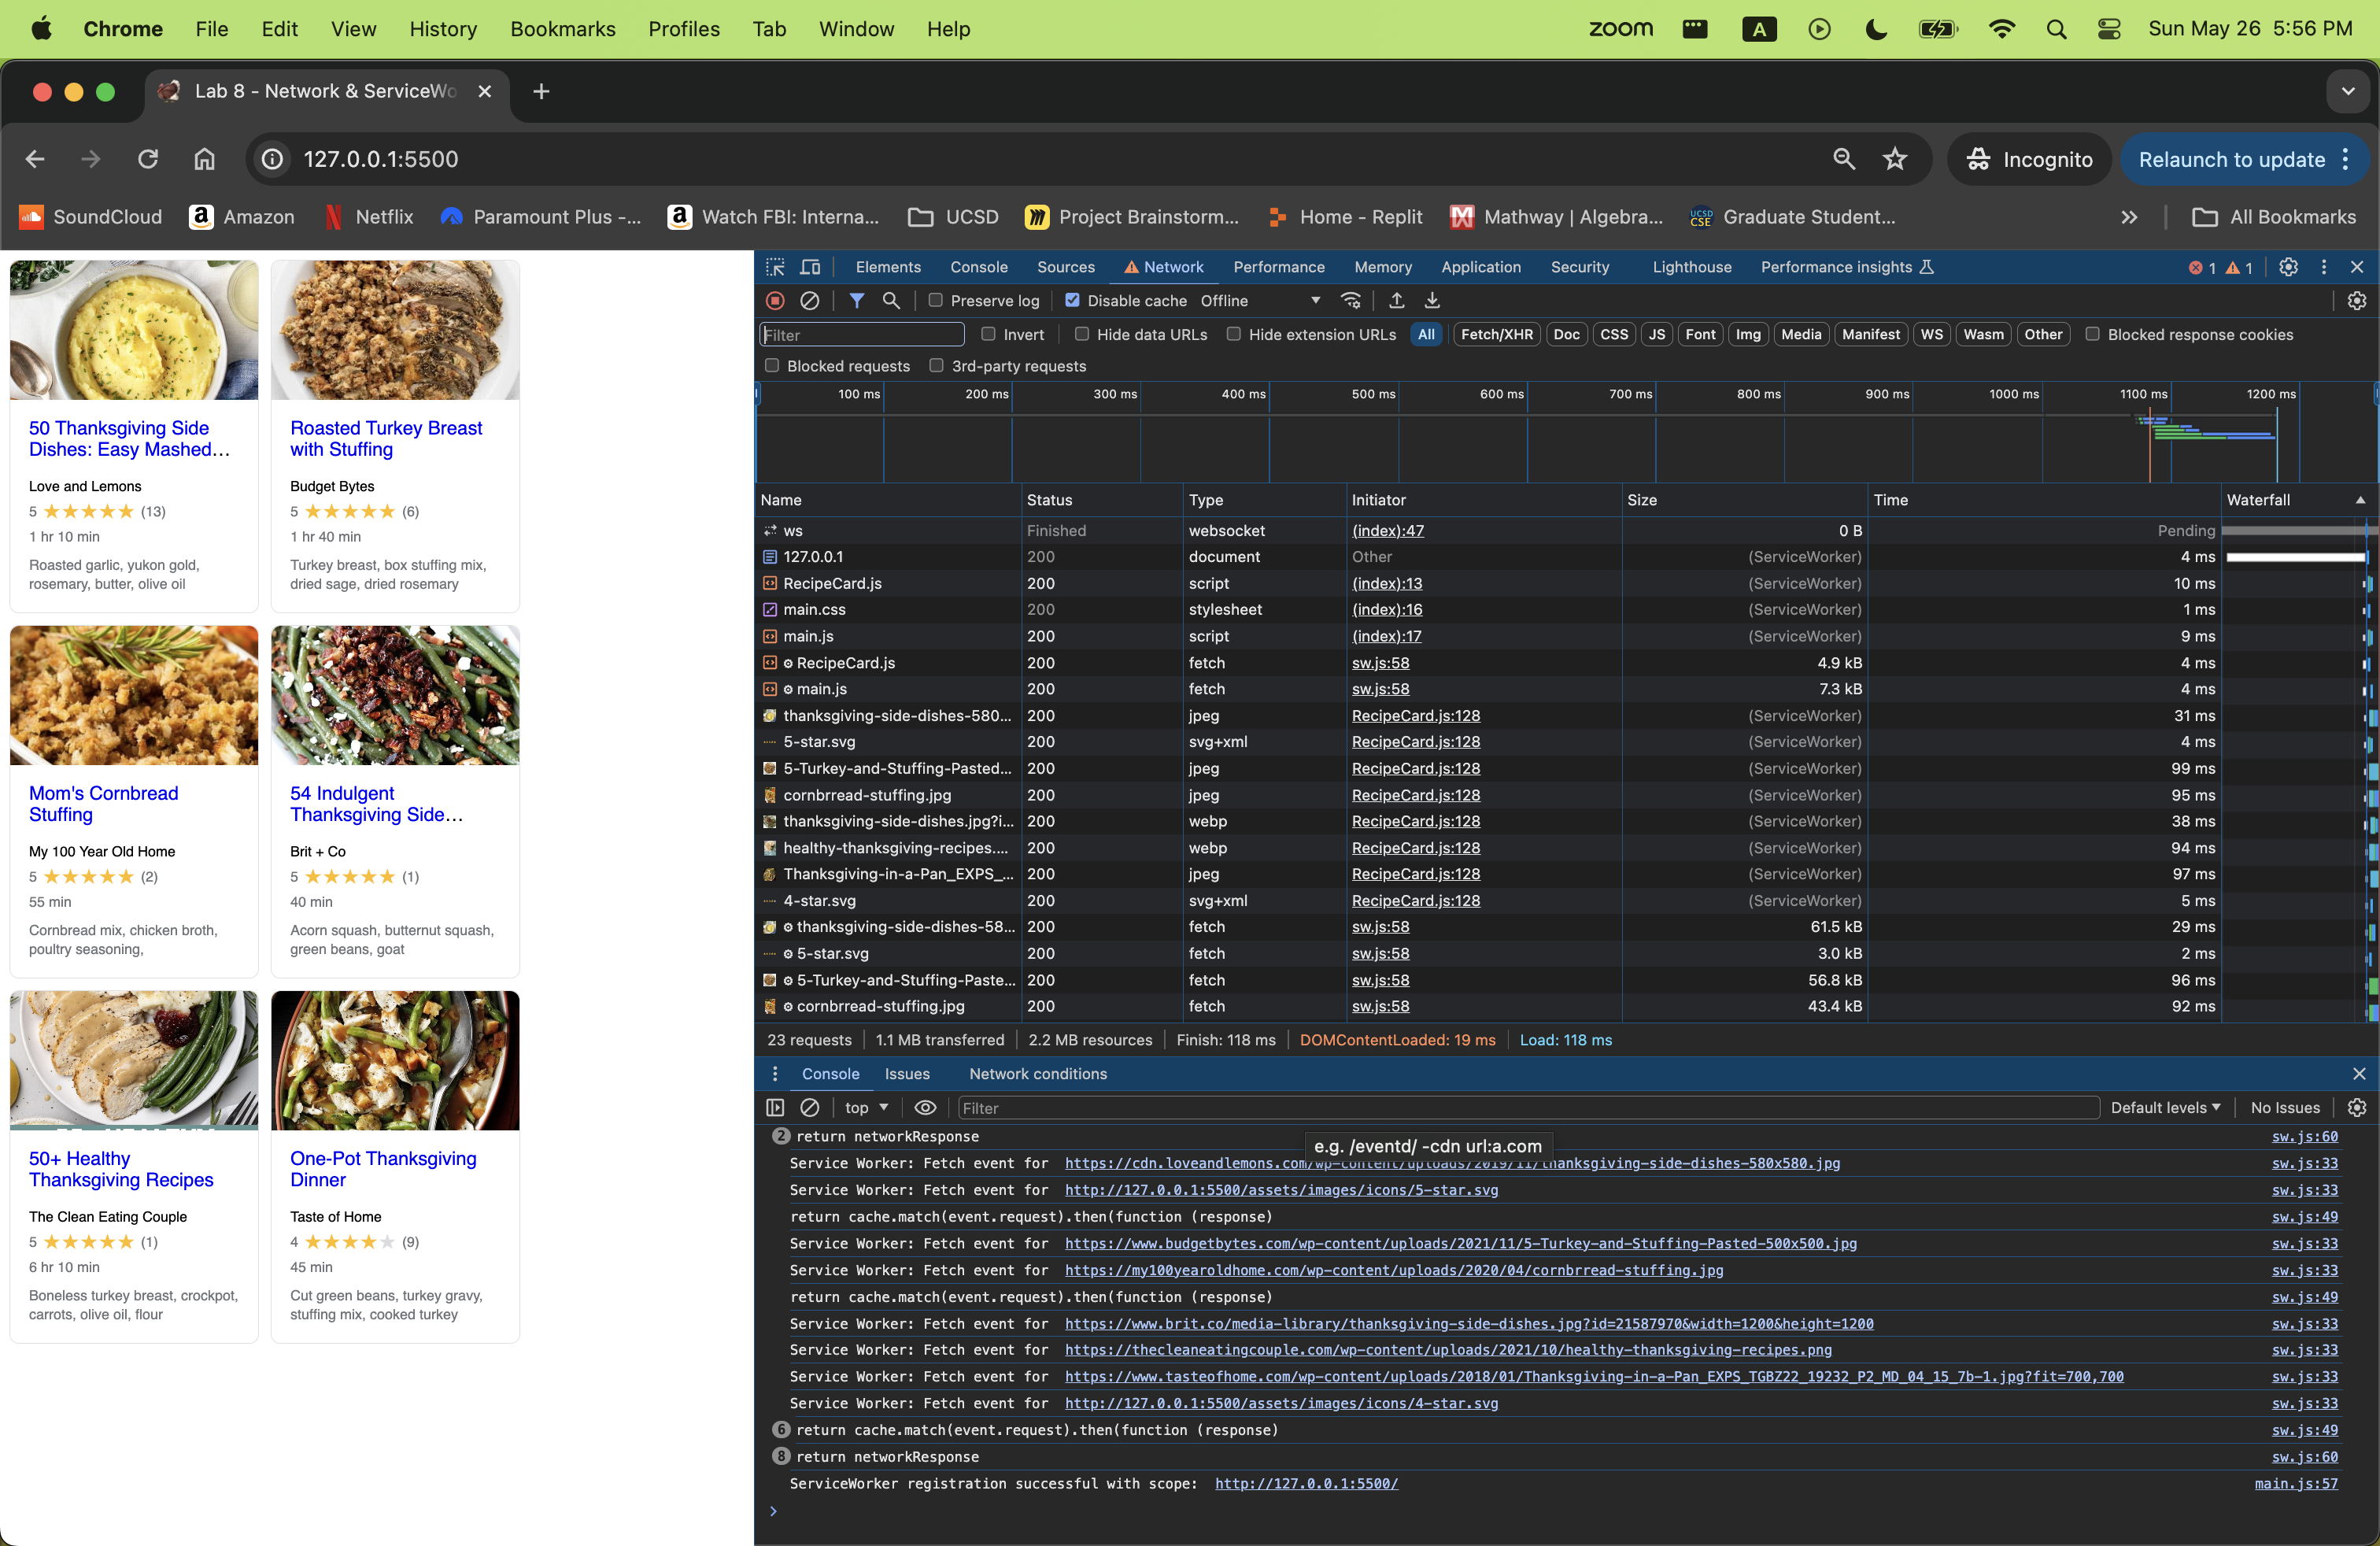 Chrome File Edit View History Bookmarks Profiles Tab Window Help zoom A Sun May 26 5:56 PM
Lab 8 - Network & ServiceWo
127.0.0.1:5500 Incognito Relaunch to update
SoundCloud Amazon Netflix Paramount Plus -... Watch FBI: Interna... UCSD Project Brainstorm... Home - Replit Mathway | Algebra... Graduate Student... All Bookmarks
50 Thanksgiving Side
Dishes: Easy Mashed...
Love and Lemons
5 (13)
1 hr 10 min
Roasted garlic, yukon gold,
rosemary, butter, olive oil
Roasted Turkey Breast
with Stuffing
Budget Bytes
5 (6)
1 hr 40 min
Turkey breast, box stuffing mix,
dried sage, dried rosemary
Mom's Cornbread
Stuffing
My 100 Year Old Home
5 (2)
55 min
Cornbread mix, chicken broth,
poultry seasoning,
54 Indulgent
Thanksgiving Side...
Brit + Co
5 (1)
40 min
Acorn squash, butternut squash,
green beans, goat
50+ Healthy
Thanksgiving Recipes
The Clean Eating Couple
5 (1)
6 hr 10 min
Boneless turkey breast, crockpot,
carrots, olive oil, flour
One-Pot Thanksgiving
Dinner
Taste of Home
4 (9)
45 min
Cut green beans, turkey gravy,
stuffing mix, cooked turkey
Elements Console Sources Network Performance Memory Application Security Lighthouse Performance insights 1 1
Preserve log Disable cache Offline
Filter Invert Hide data URLs Hide extension URLs All Fetch/XHR Doc CSS JS Font Img Media Manifest WS Wasm Other Blocked response cookies
Blocked requests 3rd-party requests
100 ms 200 ms 300 ms 400 ms 500 ms 600 ms 700 ms 800 ms 900 ms 1000 ms 1100 ms 1200 ms
Name Status Type Initiator Size Time Waterfall
ws Finished websocket (index):47 0 B Pending
127.0.0.1 200 document Other (ServiceWorker) 4 ms
RecipeCard.js 200 script (index):13 (ServiceWorker) 10 ms
main.css 200 stylesheet (index):16 (ServiceWorker) 1 ms
main.js 200 script (index):17 (ServiceWorker) 9 ms
RecipeCard.js 200 fetch sw.js:58 4.9 kB 4 ms
main.js 200 fetch sw.js:58 7.3 kB 4 ms
thanksgiving-side-dishes-580... 200 jpeg RecipeCard.js:128 (ServiceWorker) 31 ms
5-star.svg 200 svg+xml RecipeCard.js:128 (ServiceWorker) 4 ms
5-Turkey-and-Stuffing-Pasted... 200 jpeg RecipeCard.js:128 (ServiceWorker) 99 ms
cornbrread-stuffing.jpg 200 jpeg RecipeCard.js:128 (ServiceWorker) 95 ms
thanksgiving-side-dishes.jpg?i... 200 webp RecipeCard.js:128 (ServiceWorker) 38 ms
healthy-thanksgiving-recipes.... 200 webp RecipeCard.js:128 (ServiceWorker) 94 ms
Thanksgiving-in-a-Pan_EXPS_... 200 jpeg RecipeCard.js:128 (ServiceWorker) 97 ms
4-star.svg 200 svg+xml RecipeCard.js:128 (ServiceWorker) 5 ms
thanksgiving-side-dishes-58... 200 fetch sw.js:58 61.5 kB 29 ms
5-star.svg 200 fetch sw.js:58 3.0 kB 2 ms
5-Turkey-and-Stuffing-Paste... 200 fetch sw.js:58 56.8 kB 96 ms
cornbrread-stuffing.jpg 200 fetch sw.js:58 43.4 kB 92 ms
23 requests 1.1 MB transferred 2.2 MB resources Finish: 118 ms DOMContentLoaded: 19 ms Load: 118 ms
Console Issues Network conditions
top Filter Default levels No Issues
2 return networkResponse sw.js:60
e.g. /eventd/ -cdn url:a.com
Service Worker: Fetch event for https://cdn.loveandlemons.com/wp-content/uploads/2019/11/thanksgiving-side-dishes-580x580.jpg sw.js:33
Service Worker: Fetch event for http://127.0.0.1:5500/assets/images/icons/5-star.svg sw.js:33
return cache.match(event.request).then(function (response) sw.js:49
Service Worker: Fetch event for https://www.budgetbytes.com/wp-content/uploads/2021/11/5-Turkey-and-Stuffing-Pasted-500x500.jpg sw.js:33
Service Worker: Fetch event for https://my100yearoldhome.com/wp-content/uploads/2020/04/cornbrread-stuffing.jpg sw.js:33
return cache.match(event.request).then(function (response) sw.js:49
Service Worker: Fetch event for https://www.brit.co/media-library/thanksgiving-side-dishes.jpg?id=21587970&width=1200&height=1200 sw.js:33
Service Worker: Fetch event for https://thecleaneatingcouple.com/wp-content/uploads/2021/10/healthy-thanksgiving-recipes.png sw.js:33
Service Worker: Fetch event for https://www.tasteofhome.com/wp-content/uploads/2018/01/Thanksgiving-in-a-Pan_EXPS_TGBZ22_19232_P2_MD_04_15_7b-1.jpg?fit=700,700 sw.js:33
Service Worker: Fetch event for http://127.0.0.1:5500/assets/images/icons/4-star.svg sw.js:33
6 return cache.match(event.request).then(function (response) sw.js:49
8 return networkResponse sw.js:60
ServiceWorker registration successful with scope: http://127.0.0.1:5500/ main.js:57